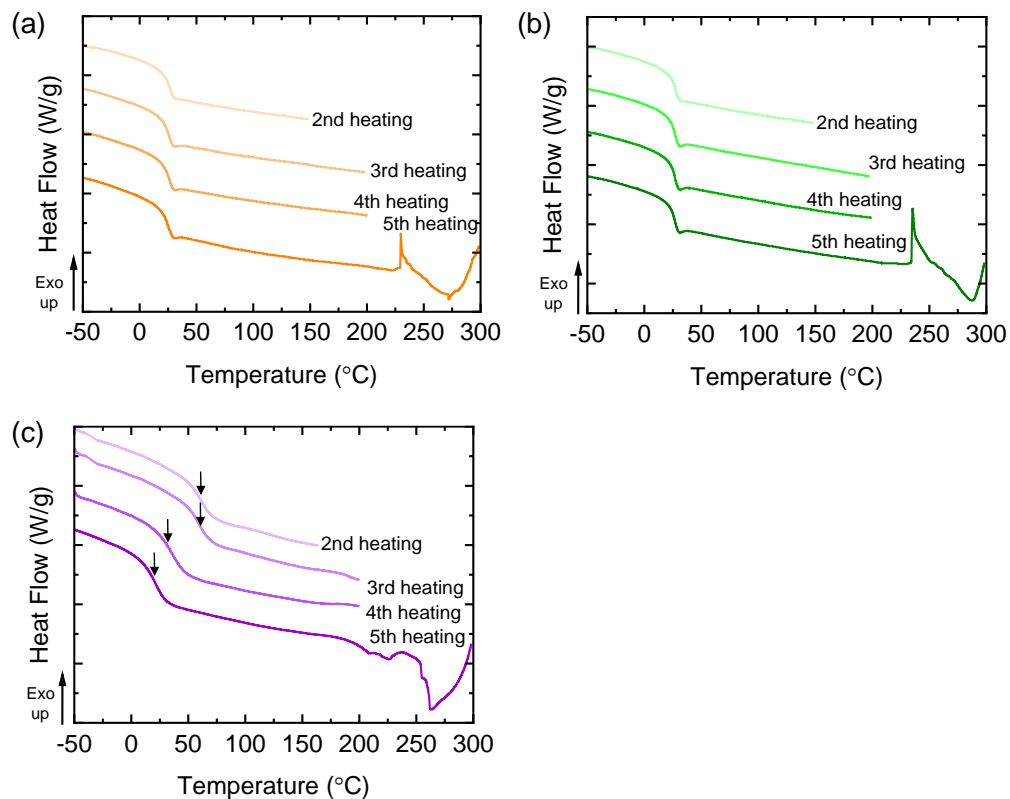 (a)
Heat Flow (W/g)
2nd heating
3rd heating
4th heating
5th heating
Exo
up
-50 0 50 100 150 200 250 300
Temperature (°C)
(b)
Heat Flow (W/g)
2nd heating
3rd heating
4th heating
5th heating
Exo
up
-50 0 50 100 150 200 250 300
Temperature (°C)
(c)
Heat Flow (W/g)
2nd heating
3rd heating
4th heating
5th heating
Exo
up
-50 0 50 100 150 200 250 300
Temperature (°C)